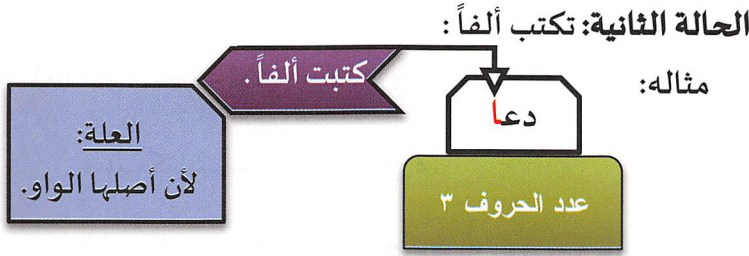 الحالة الثانية: تكتب ألفاً :
مثاله:
كتبت ألفاً .
دعا
العلة:
لأن أصلها الواو.
عدد الحروف ٣